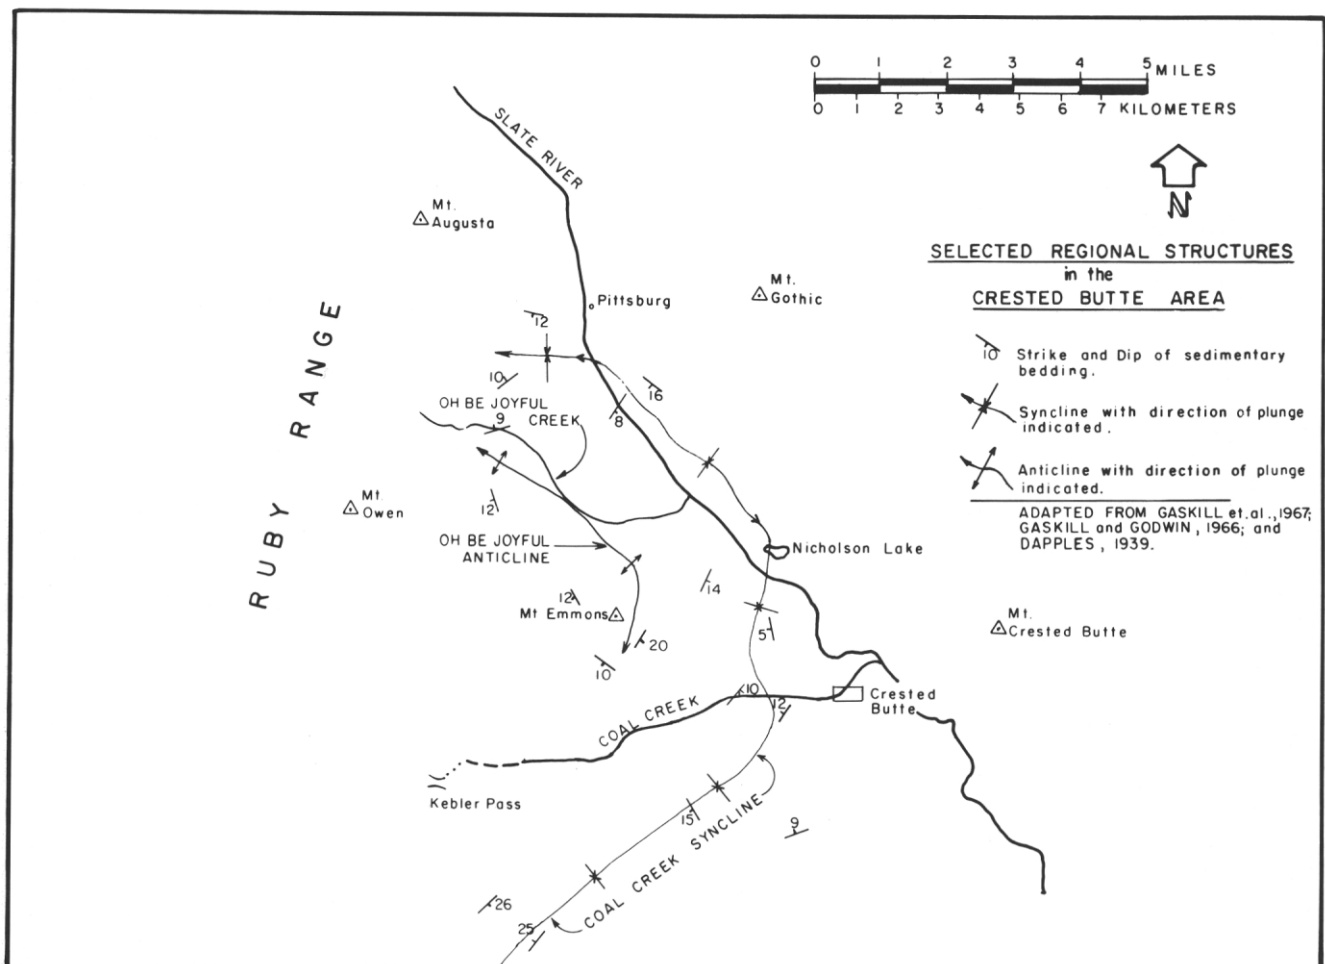 0 1 2 3 4 5 MILES
0 1 2 3 4 5 6 7 KILOMETERS
N
SELECTED REGIONAL STRUCTURES
in the
CRESTED BUTTE AREA
10 Strike and Dip of sedimentary
bedding.
Syncline with direction of plunge
indicated.
Anticline with direction of plunge
indicated.
ADAPTED FROM GASKILL et.al.,1967;
GASKILL and GODWIN, 1966; and
DAPPLES, 1939.
SLATE RIVER
Mt.
Augusta
Mt.
Gothic
Pittsburg
12
RUBY RANGE
10
16
OH BE JOYFUL
CREEK
9
8
12
Mt.
Owen
OH BE JOYFUL
ANTICLINE
Nicholson Lake
14
12
Mt Emmons
5
Mt.
Crested Butte
20
10
10
12
Crested
Butte
COAL CREEK
Kebler Pass
15
9
COAL CREEK SYNCLINE
26
25